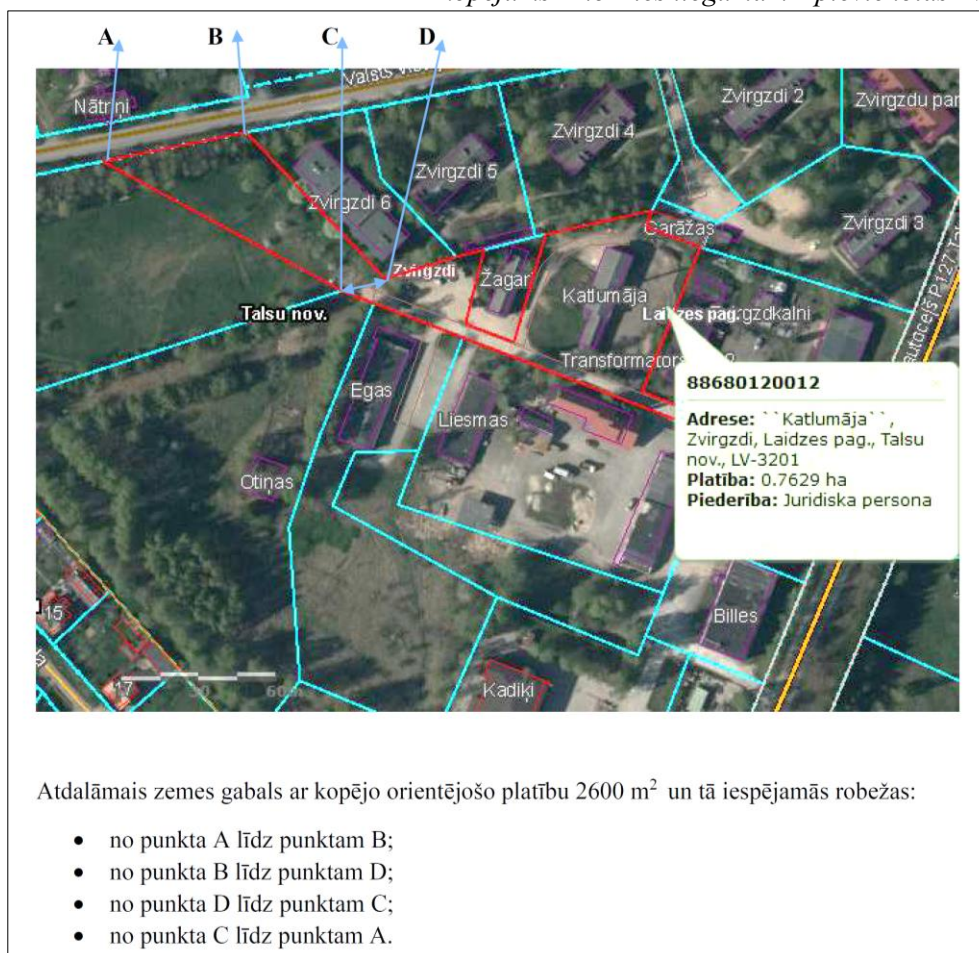 A B C D
Nātriņi
Zvirgzdi 2
Zvirgzdi 4
Zvirgzdi 5
Zvirgzdi 6
Zvirgzdi 3
Garāžas
Zvirgzdi
Žagar
Katlumāja
Talsu nov.
Laidzes pag.
Egas
Liesmas
Otiņas
Billes
Kadiķi
15
17
88680120012
Adrese: ``Katlumāja``,
Zvirgzdi, Laidzes pag., Talsu
nov., LV-3201
Platība: 0.7629 ha
Piederība: Juridiska persona
Atdalāmais zemes gabals ar kopējo orientējošo platību 2600 m² un tā iespējamās robežas:
• no punkta A līdz punktam B;
• no punkta B līdz punktam D;
• no punkta D līdz punktam C;
• no punkta C līdz punktam A.